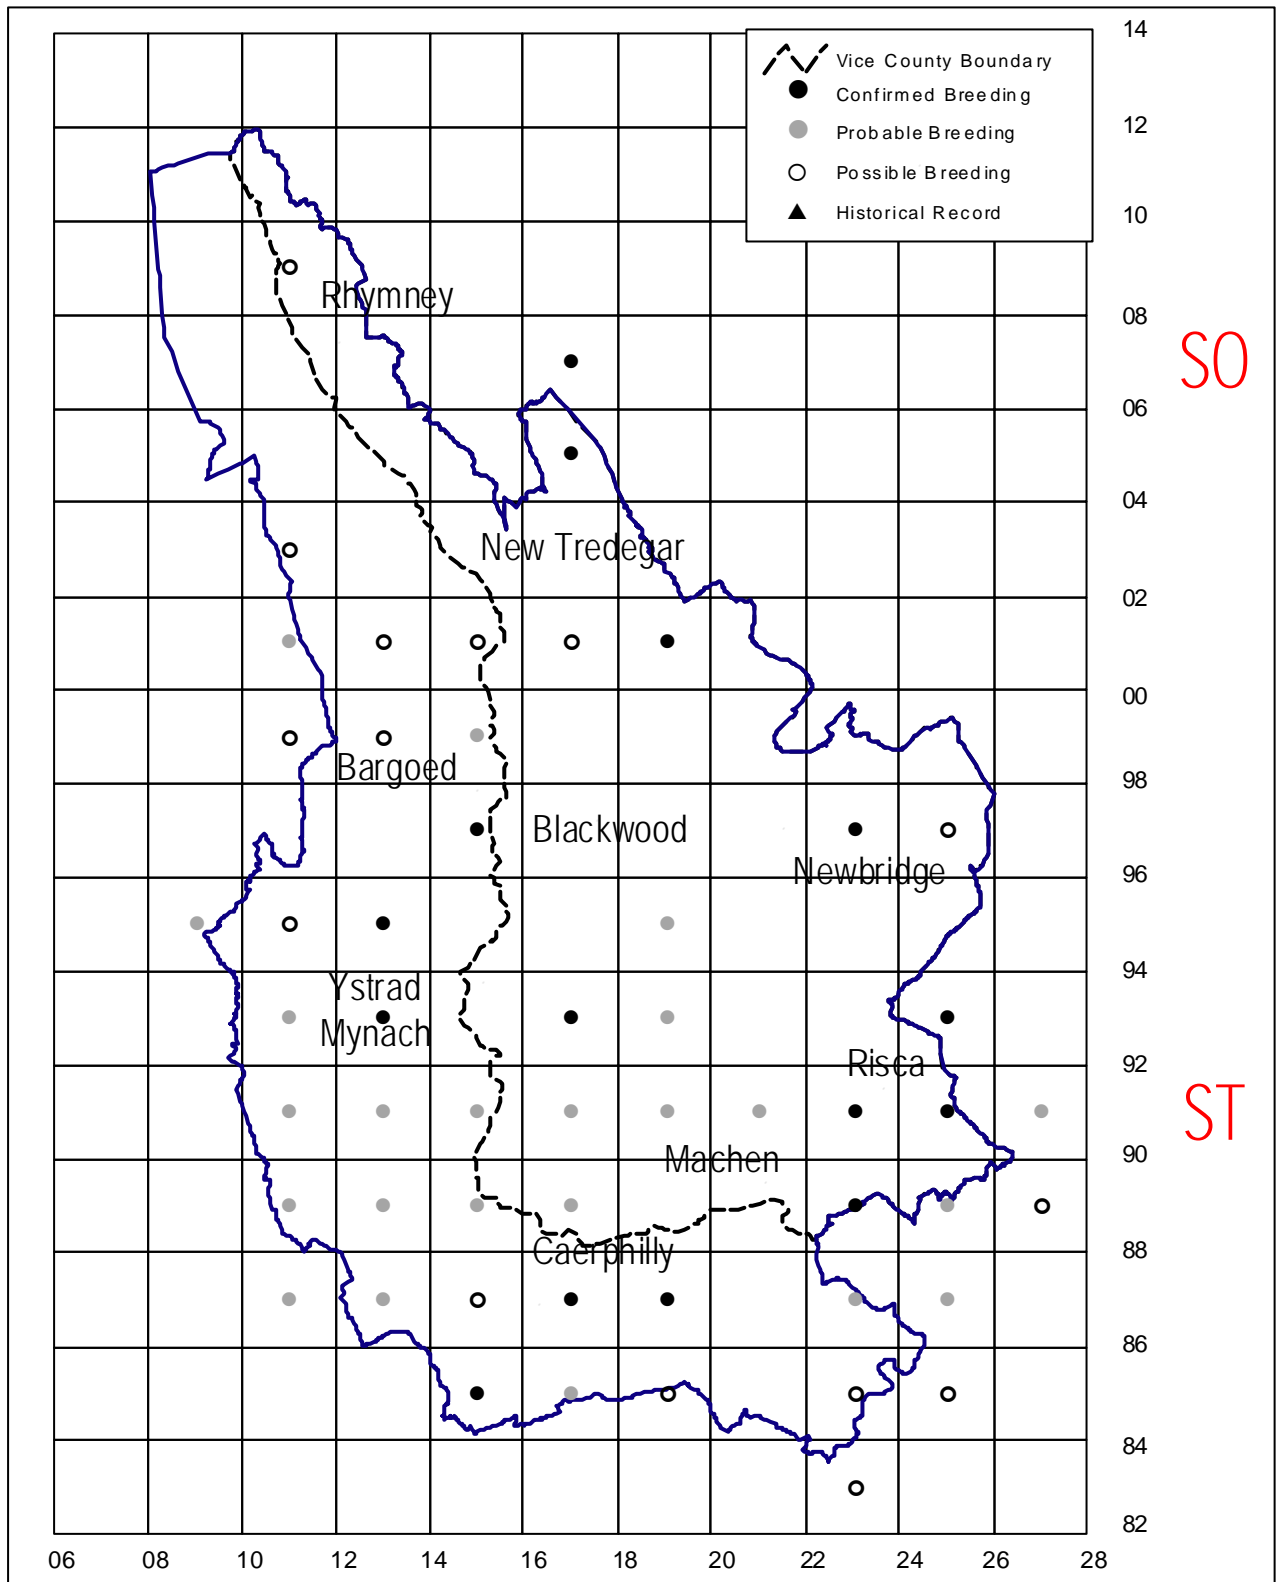 14
Vice County Boundary
Confirmed Breeding
Probable Breeding
Possible Breeding
Historical Record
12
10
Rhymney
08
SO
06
04
New Tredegar
02
00
Bargoed
98
Blackwood
Newbridge
96
94
Ystrad
Mynach
Risca
92
ST
Machen
90
Caerphilly
88
86
84
82
06 08 10 12 14 16 18 20 22 24 26 28